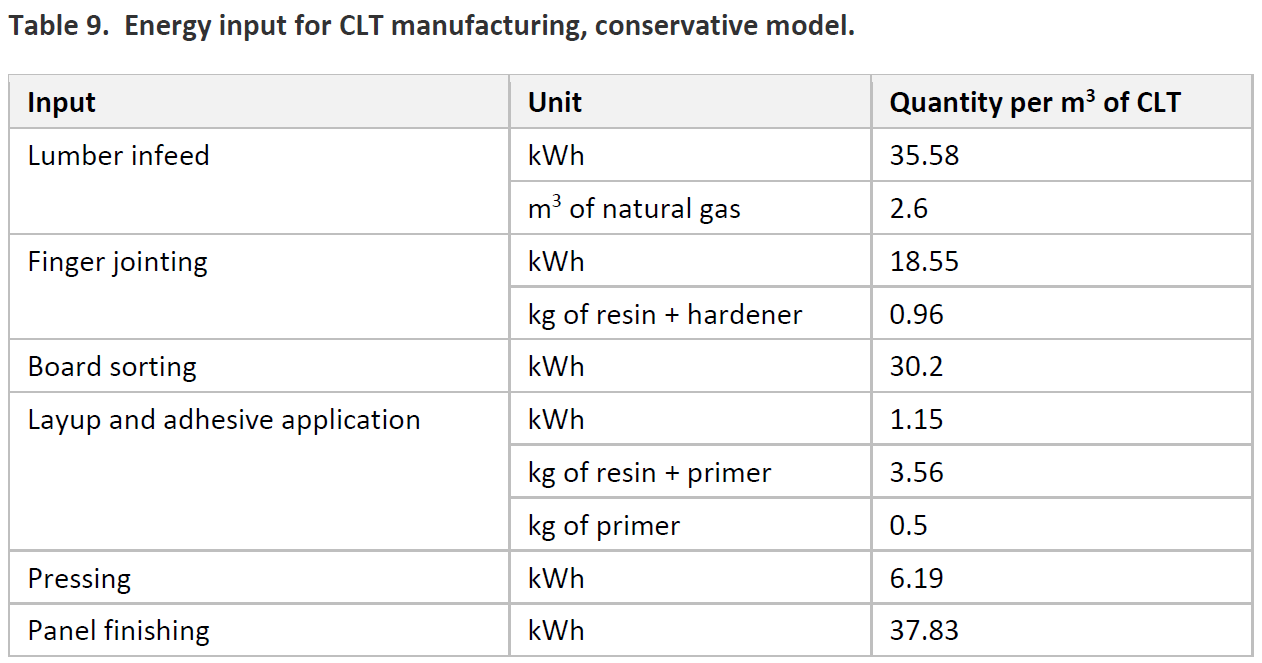 Table 9. Energy input for CLT manufacturing, conservative model.
Input Unit Quantity per m³ of CLT
Lumber infeed kWh 35.58
m³ of natural gas 2.6
Finger jointing kWh 18.55
kg of resin + hardener 0.96
Board sorting kWh 30.2
Layup and adhesive application kWh 1.15
kg of resin + primer 3.56
kg of primer 0.5
Pressing kWh 6.19
Panel finishing kWh 37.83